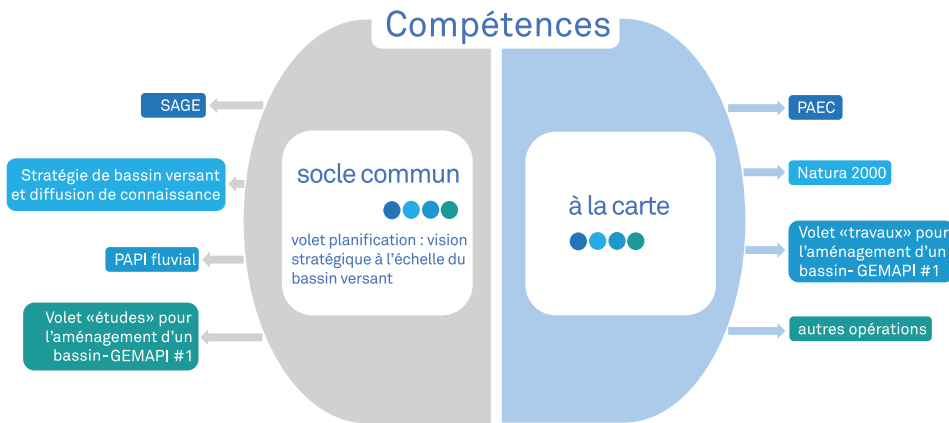 Compétences
SAGE
Stratégie de bassin versant
et diffusion de connaissance
PAPI fluvial
Volet «études» pour
l'aménagement d'un
bassin-GEMAPI #1
socle commun
volet planification : vision
stratégique à l'échelle du
bassin versant
à la carte
PAEC
Natura 2000
Volet «travaux» pour
l'aménagement d'un
bassin- GEMAPI #1
autres opérations